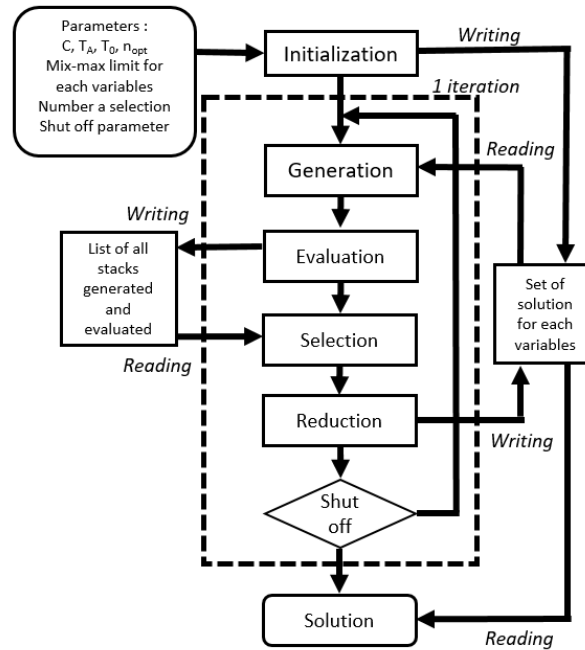 Parameters :
C, T_A, T_0, n_opt
Mix-max limit for
each variables
Number a selection
Shut off parameter
Initialization
Writing
1 iteration
Reading
Generation
Writing
List of all
stacks
generated
and
evaluated
Evaluation
Set of
solution
for each
variables
Selection
Reading
Reduction
Writing
Shut
off
Solution
Reading